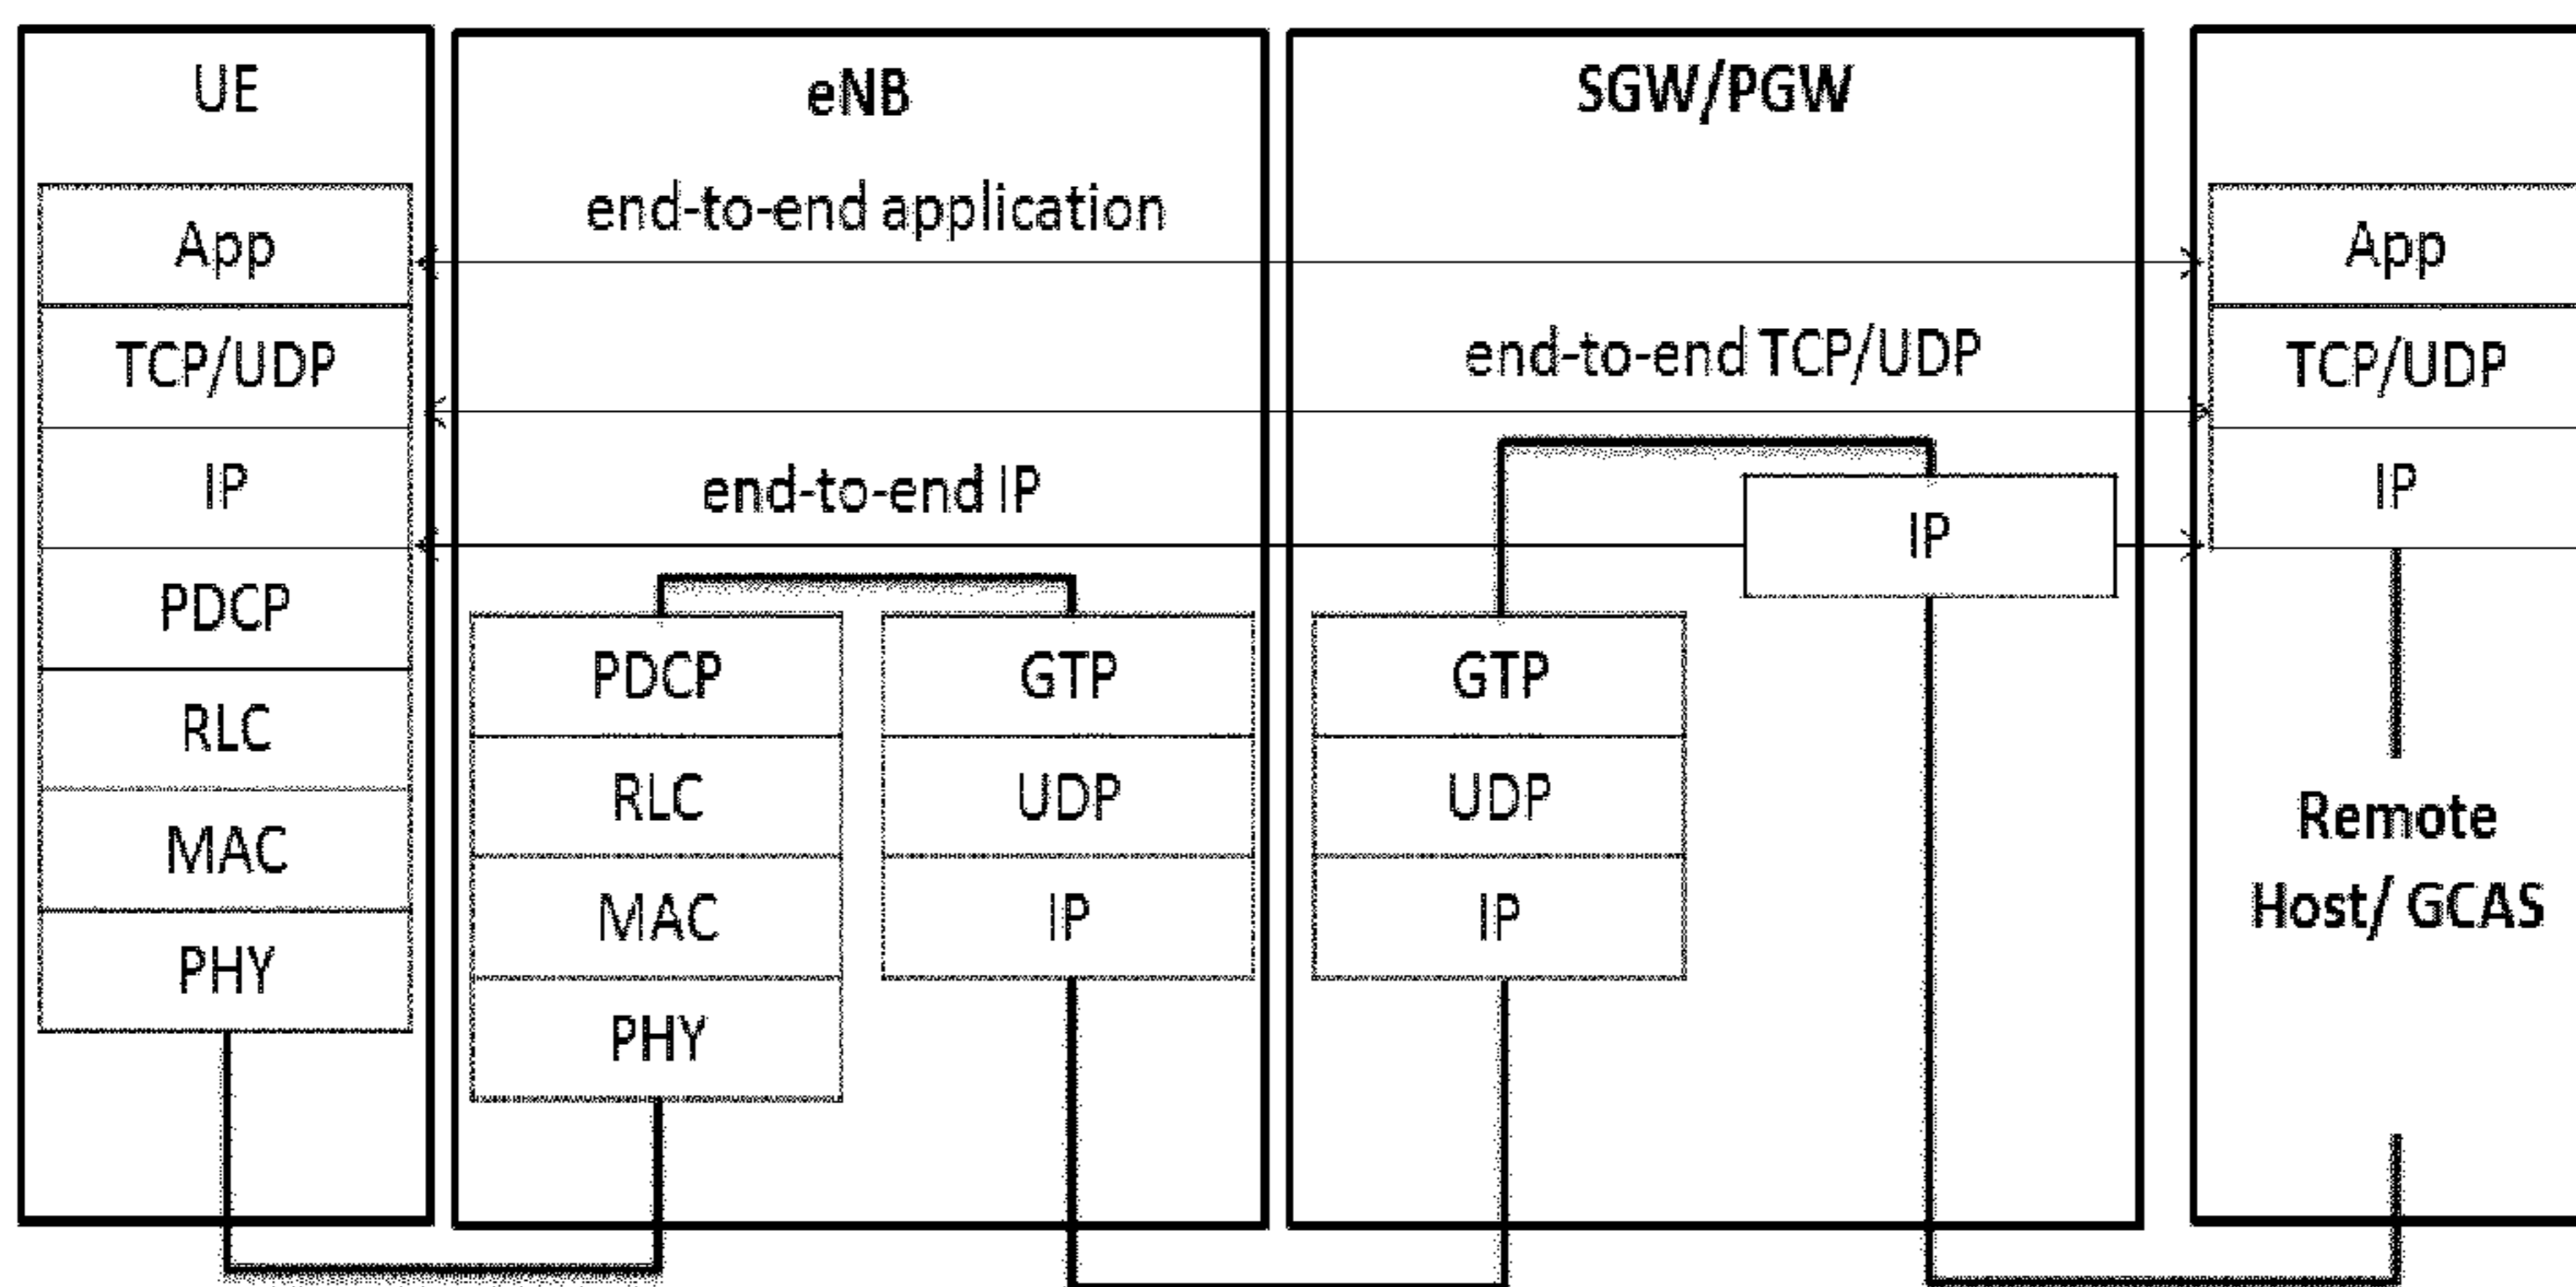 UE
App
TCP/UDP
IP
PDCP
RLC
MAC
PHY
eNB
end-to-end application
end-to-end IP
PDCP
RLC
MAC
PHY
GTP
UDP
IP
SGW/PGW
end-to-end TCP/UDP
IP
GTP
UDP
IP
App
TCP/UDP
IP
Remote
Host/ GCAS